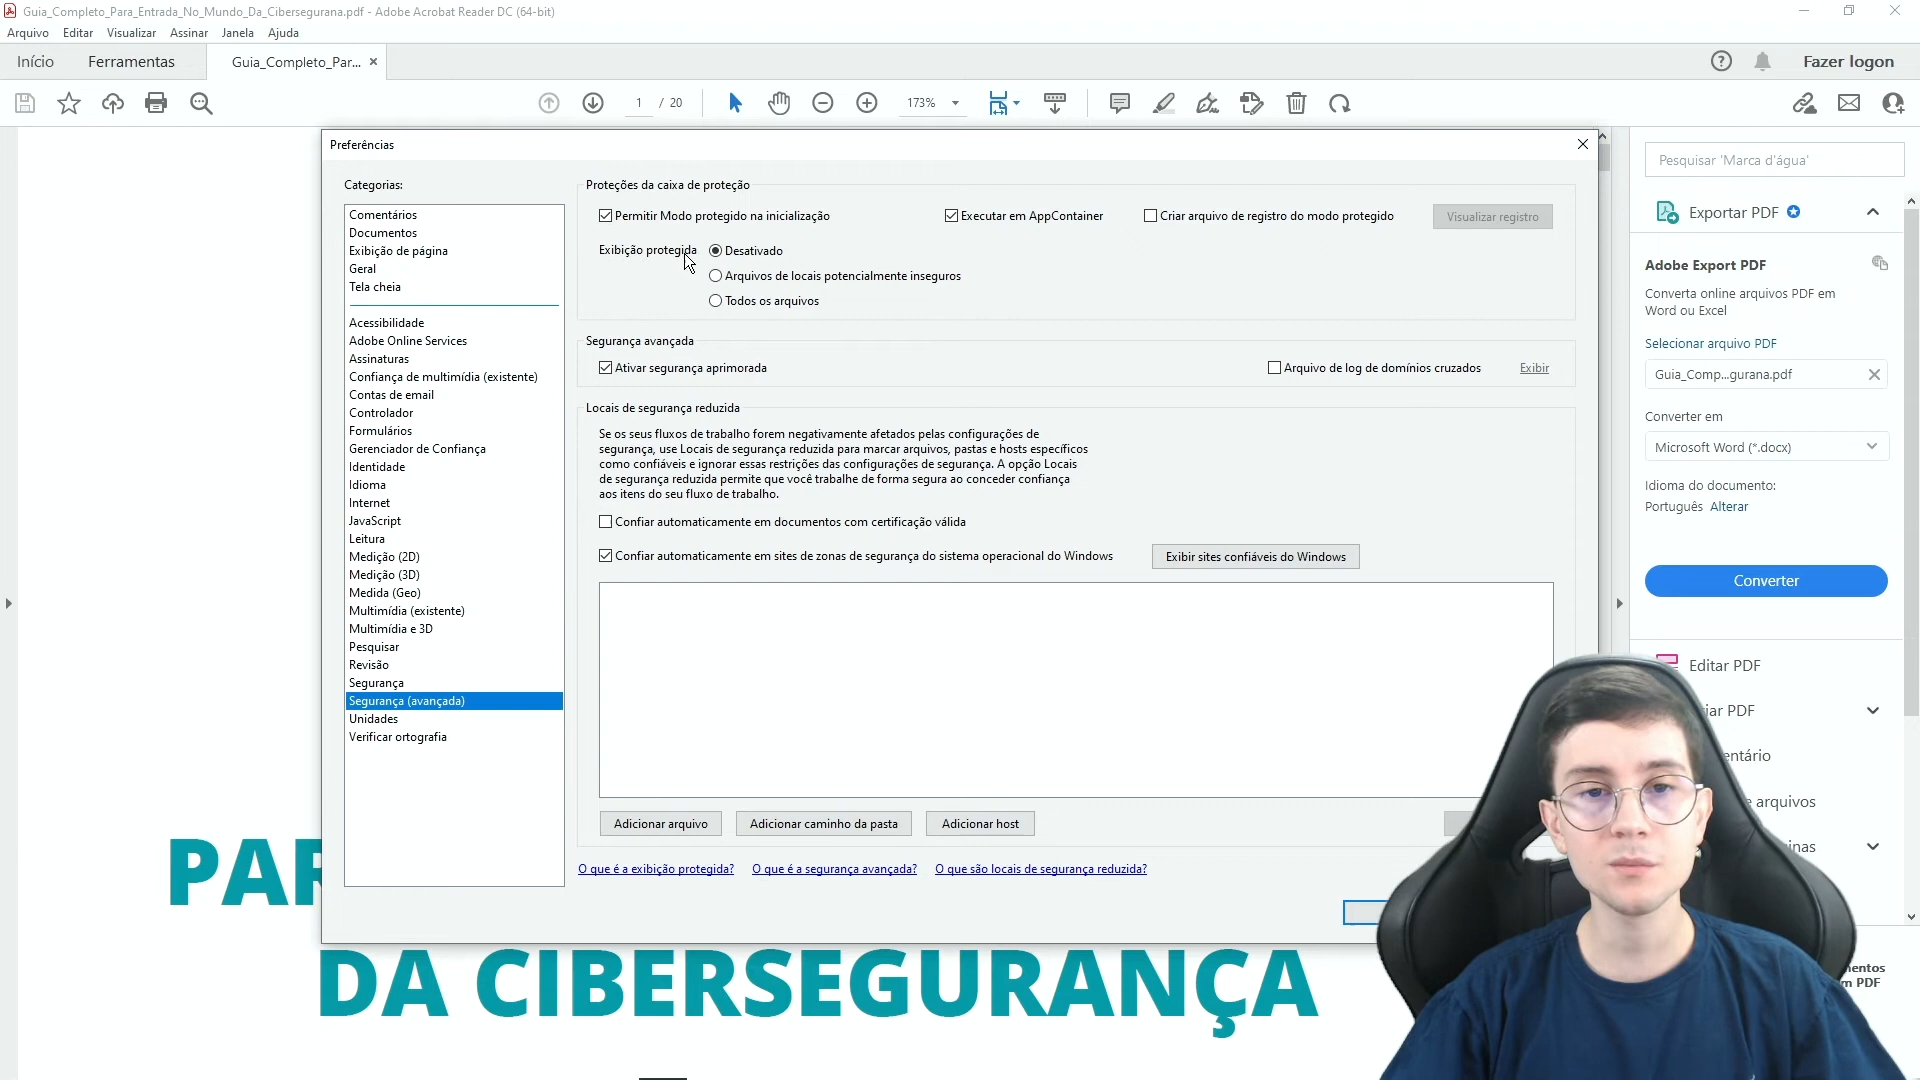 Guia_Completo_Para_Entrada_No_Mundo_Da_Cibersegurana.pdf - Adobe Acrobat Reader DC (64-bit)
Arquivo Editar Visualizar Assinar Janela Ajuda
Início Ferramentas Guia_Completo_Par... × Fazer logon
1 / 20 173%
Preferências
Categorias:
Comentários
Documentos
Exibição de página
Geral
Tela cheia
Acessibilidade
Adobe Online Services
Assinaturas
Confiança de multimídia (existente)
Contas de email
Controlador
Formulários
Gerenciador de Confiança
Identidade
Idioma
Internet
JavaScript
Leitura
Medição (2D)
Medição (3D)
Medida (Geo)
Multimídia (existente)
Multimídia e 3D
Pesquisar
Revisão
Segurança
Segurança (avançada)
Unidades
Verificar ortografia
Proteções da caixa de proteção
Permitir Modo protegido na inicialização Executar em AppContainer Criar arquivo de registro do modo protegido Visualizar registro
Exibição protegida Desativado
Arquivos de locais potencialmente inseguros
Todos os arquivos
Segurança avançada
Ativar segurança aprimorada Arquivo de log de domínios cruzados Exibir
Locais de segurança reduzida
Se os seus fluxos de trabalho forem negativamente afetados pelas configurações de
segurança, use Locais de segurança reduzida para marcar arquivos, pastas e hosts específicos
como confiáveis e ignorar essas restrições das configurações de segurança. A opção Locais
de segurança reduzida permite que você trabalhe de forma segura ao conceder confiança
aos itens do seu fluxo de trabalho.
Confiar automaticamente em documentos com certificação válida
Confiar automaticamente em sites de zonas de segurança do sistema operacional do Windows Exibir sites confiáveis do Windows
Adicionar arquivo Adicionar caminho da pasta Adicionar host
O que é a exibição protegida? O que é a segurança avançada? O que são locais de segurança reduzida?
Pesquisar 'Marca d'água'
Exportar PDF
Adobe Export PDF
Converta online arquivos PDF em
Word ou Excel
Selecionar arquivo PDF
Guia_Comp...gurana.pdf
Converter em
Microsoft Word (*.docx)
Idioma do documento:
Português Alterar
Converter
Editar PDF
iar PDF
entário
e arquivos
inas
entos
m PDF
PAR
DA CIBERSEGURANÇA